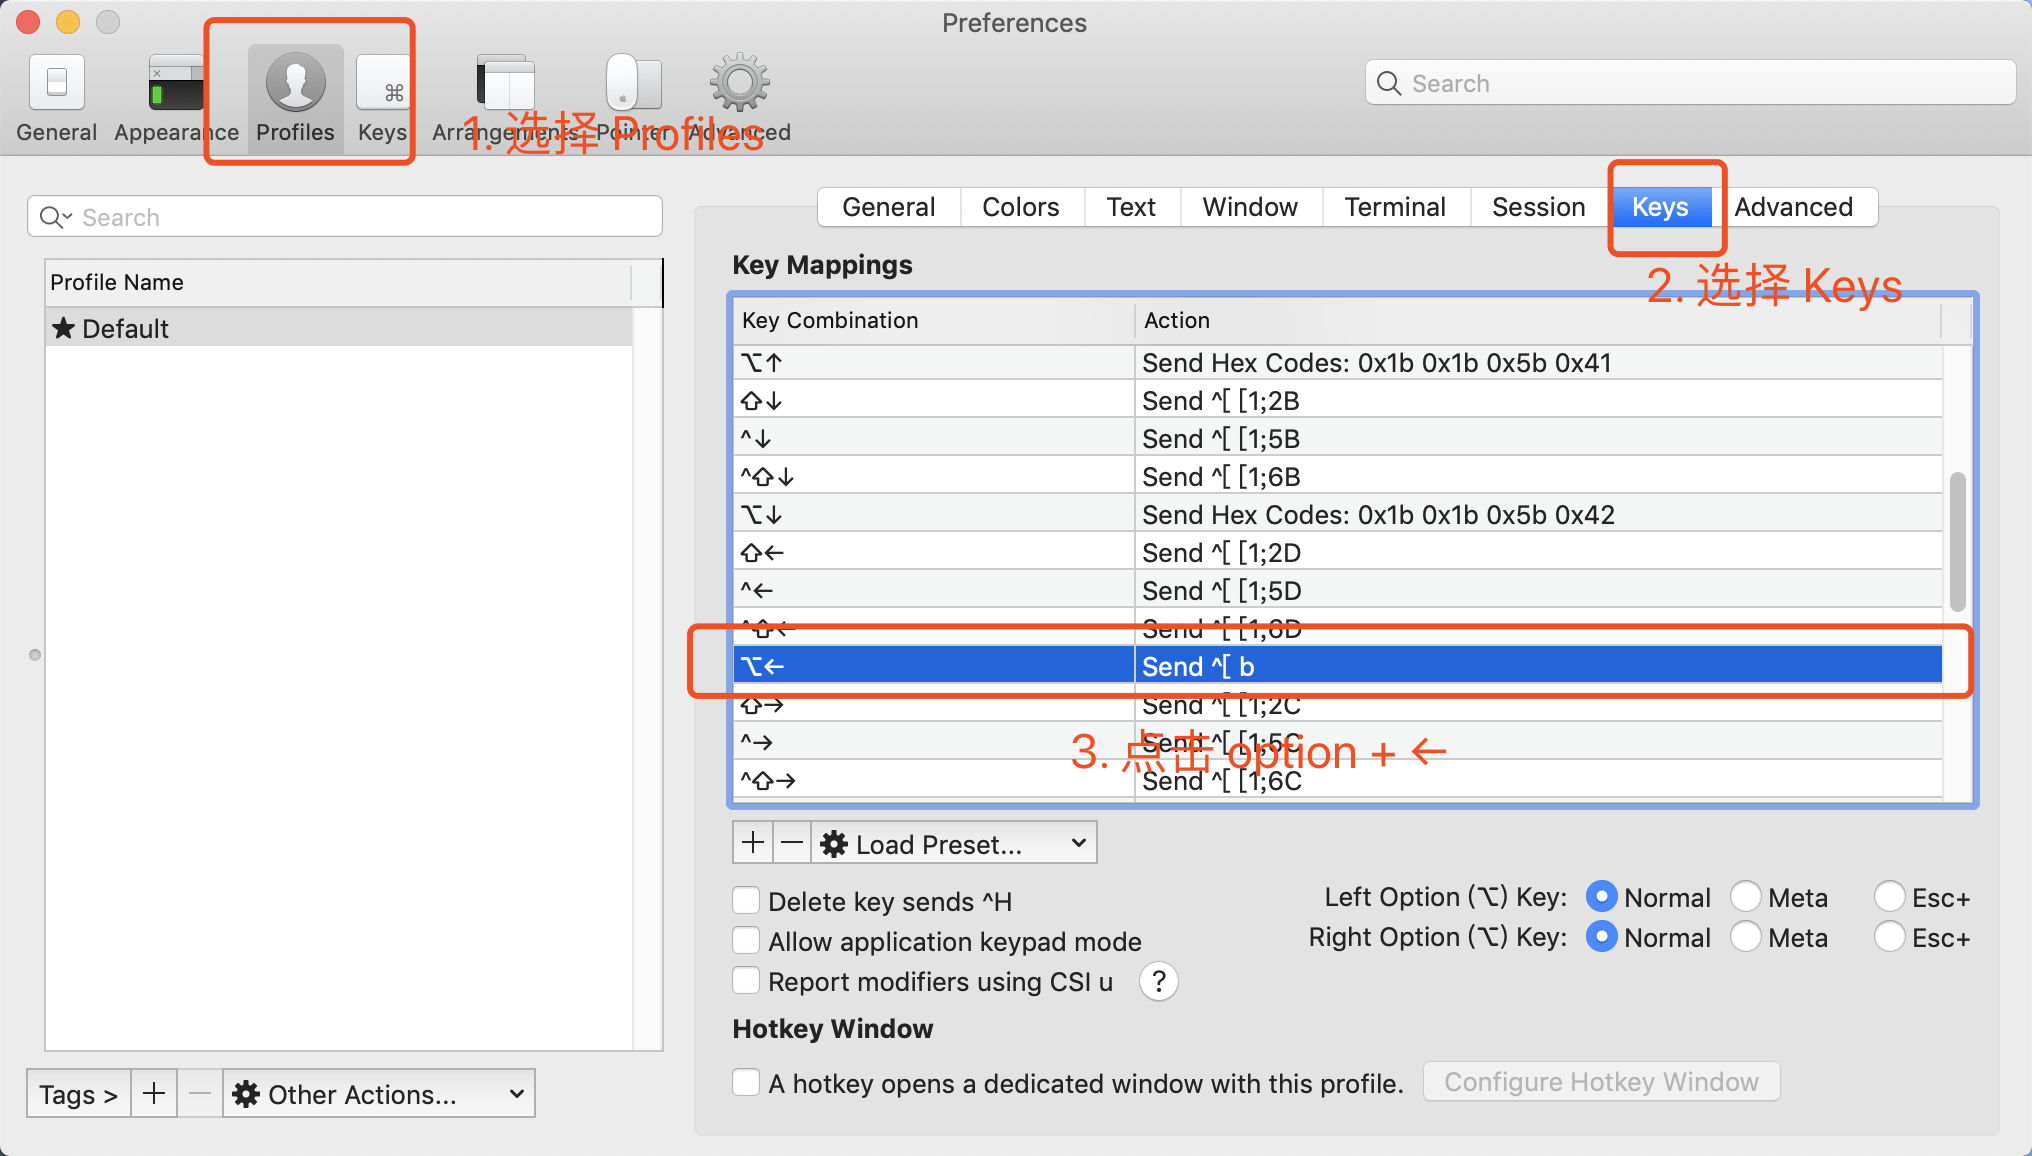 Preferences
General Appearance Profiles Keys Arrangements Pointer Advanced
Search
1. 选择 Profiles
Search
Profile Name
★ Default
General Colors Text Window Terminal Session Keys Advanced
2. 选择 Keys
Key Mappings
Key Combination Action
⌥↑ Send Hex Codes: 0x1b 0x1b 0x5b 0x41
⇧↓ Send ^[ [1;2B
^↓ Send ^[ [1;5B
^⇧↓ Send ^[ [1;6B
⌥↓ Send Hex Codes: 0x1b 0x1b 0x5b 0x42
⇧← Send ^[ [1;2D
^← Send ^[ [1;5D
^⇧← Send ^[ [1;6D
⌥← Send ^[ b
⇧→ Send ^[ [1;2C
^→ Send ^[ [1;5C
3. 点击 option + ←
^⇧→ Send ^[ [1;6C
+ − Load Preset...
Delete key sends ^H
Allow application keypad mode
Report modifiers using CSI u ?
Left Option (⌥) Key: Normal Meta Esc+
Right Option (⌥) Key: Normal Meta Esc+
Hotkey Window
A hotkey opens a dedicated window with this profile. Configure Hotkey Window
Tags > + − Other Actions...